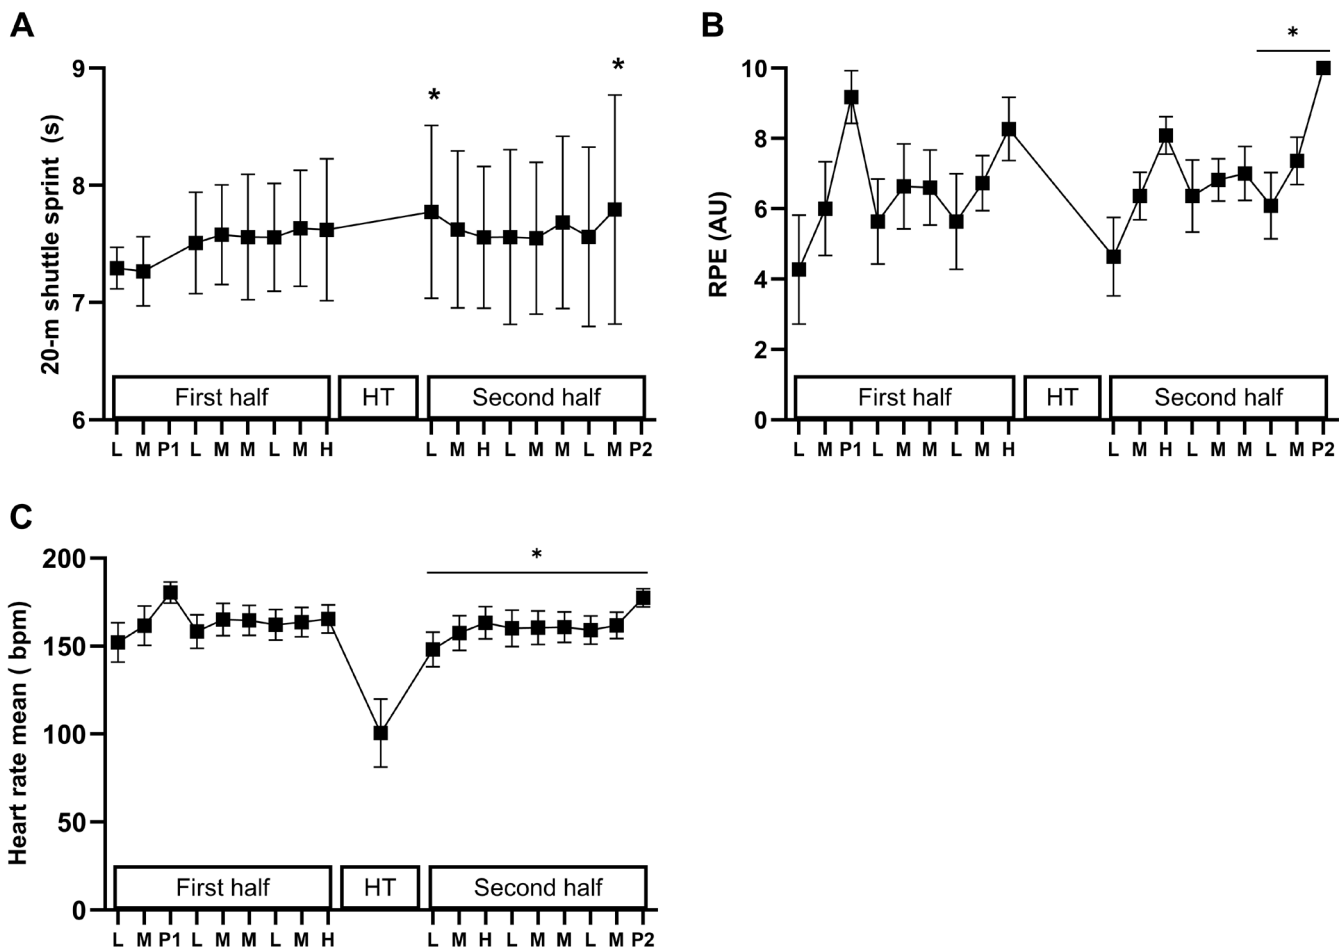 A
20-m shuttle sprint (s)
9
8
7
6
*
*
First half
HT
Second half
L M P1 L M M L M H L M H L M M L M P2
B
RPE (AU)
10
8
6
4
2
0
*
First half
HT
Second half
L M P1 L M M L M H L M H L M M L M P2
C
Heart rate mean ( bpm)
200
150
100
50
0
*
First half
HT
Second half
L M P1 L M M L M H L M H L M M L M P2